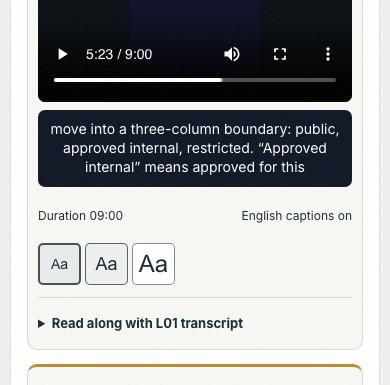 5:23 / 9:00
move into a three-column boundary: public,
approved internal, restricted. “Approved
internal” means approved for this
Duration 09:00 English captions on
Aa Aa Aa
Read along with L01 transcript